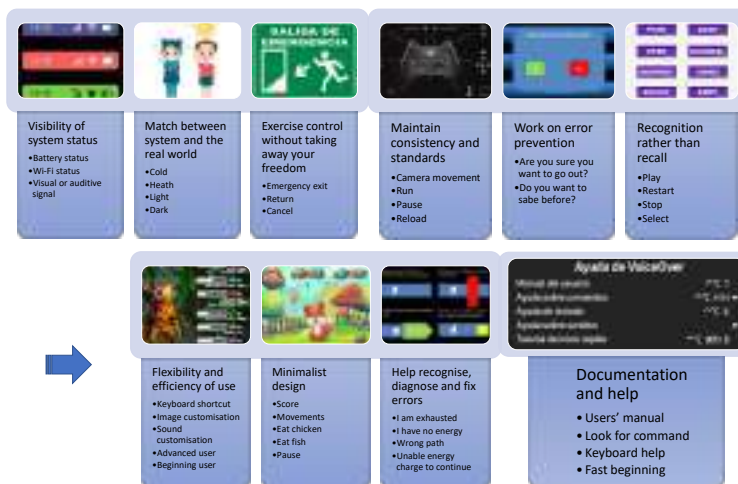 SALIDA DE
EMERGENCIA
Visibility of
system status
•Battery status
•Wi-Fi status
•Visual or auditive
signal
Match between
system and the
real world
•Cold
•Heath
•Light
•Dark
Exercise control
without taking
away your
freedom
•Emergency exit
•Return
•Cancel
Maintain
consistency and
standards
•Camera movement
•Run
•Pause
•Reload
Work on error
prevention
•Are you sure you
want to go out?
•Do you want to
sabe before?
Recognition
rather than
recall
•Play
•Restart
•Stop
•Select
Flexibility and
efficiency of use
•Keyboard shortcut
•Image customisation
•Sound
customisation
•Advanced user
•Beginning user
Minimalist
design
•Score
•Movements
•Eat chicken
•Eat fish
•Pause
Help recognise,
diagnose and fix
errors
•I am exhausted
•I have no energy
•Wrong path
•Unable energy
charge to continue
Ayuda de VoiceOver
Manual del usuario
Documentation
and help
• Users' manual
• Look for command
• Keyboard help
• Fast beginning